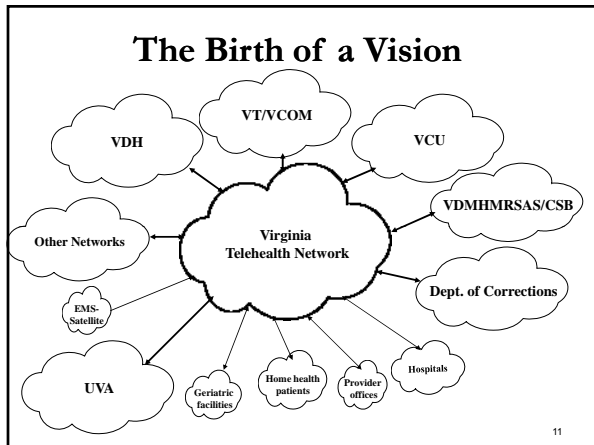 The Birth of a Vision
VT/VCOM
VDH
VCU
VDMHMRSAS/CSB
Other Networks
Virginia
Telehealth Network
Dept. of Corrections
EMS-
Satellite
UVA
Geriatric
facilities
Home health
patients
Provider
offices
Hospitals
11